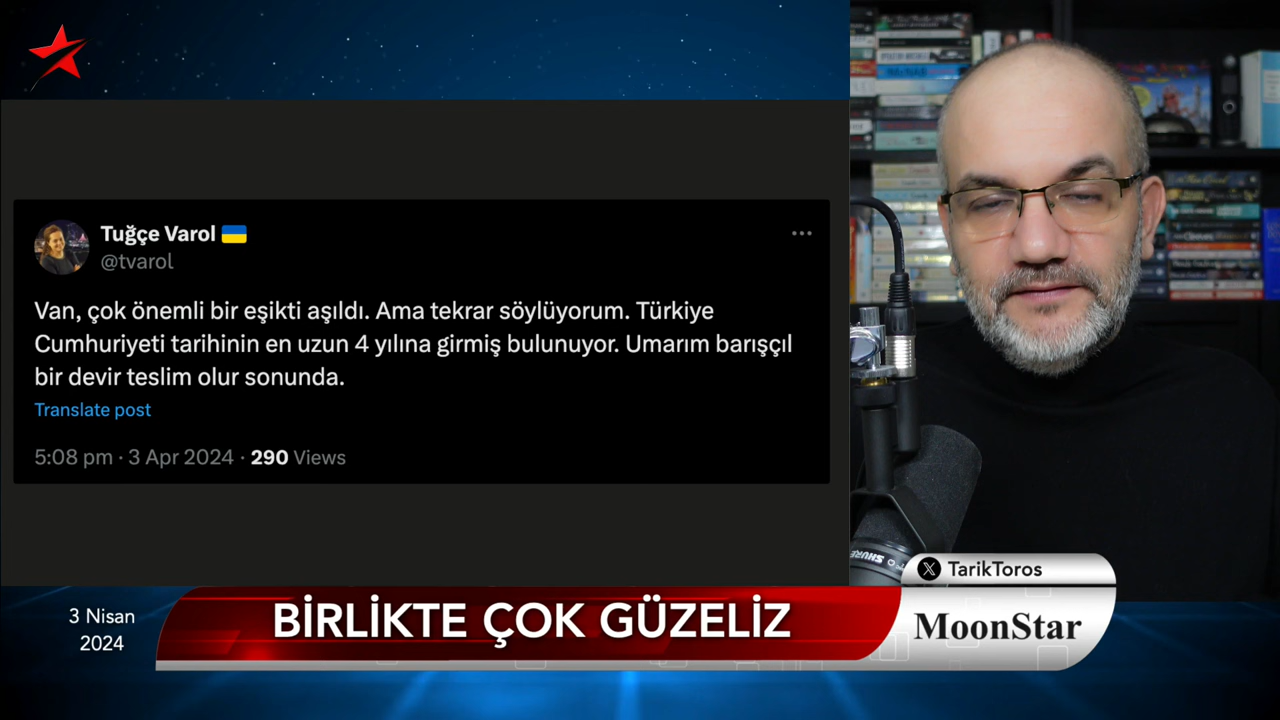 Tuğçe Varol
@tvarol
Van, çok önemli bir eşikti aşıldı. Ama tekrar söylüyorum. Türkiye
Cumhuriyeti tarihinin en uzun 4 yılına girmiş bulunuyor. Umarım barışçıl
bir devir teslim olur sonunda.
Translate post
5:08 pm · 3 Apr 2024 · 290 Views
SHURE
TarikToros
3 Nisan
2024
BİRLİKTE ÇOK GÜZELİZ
MoonStar